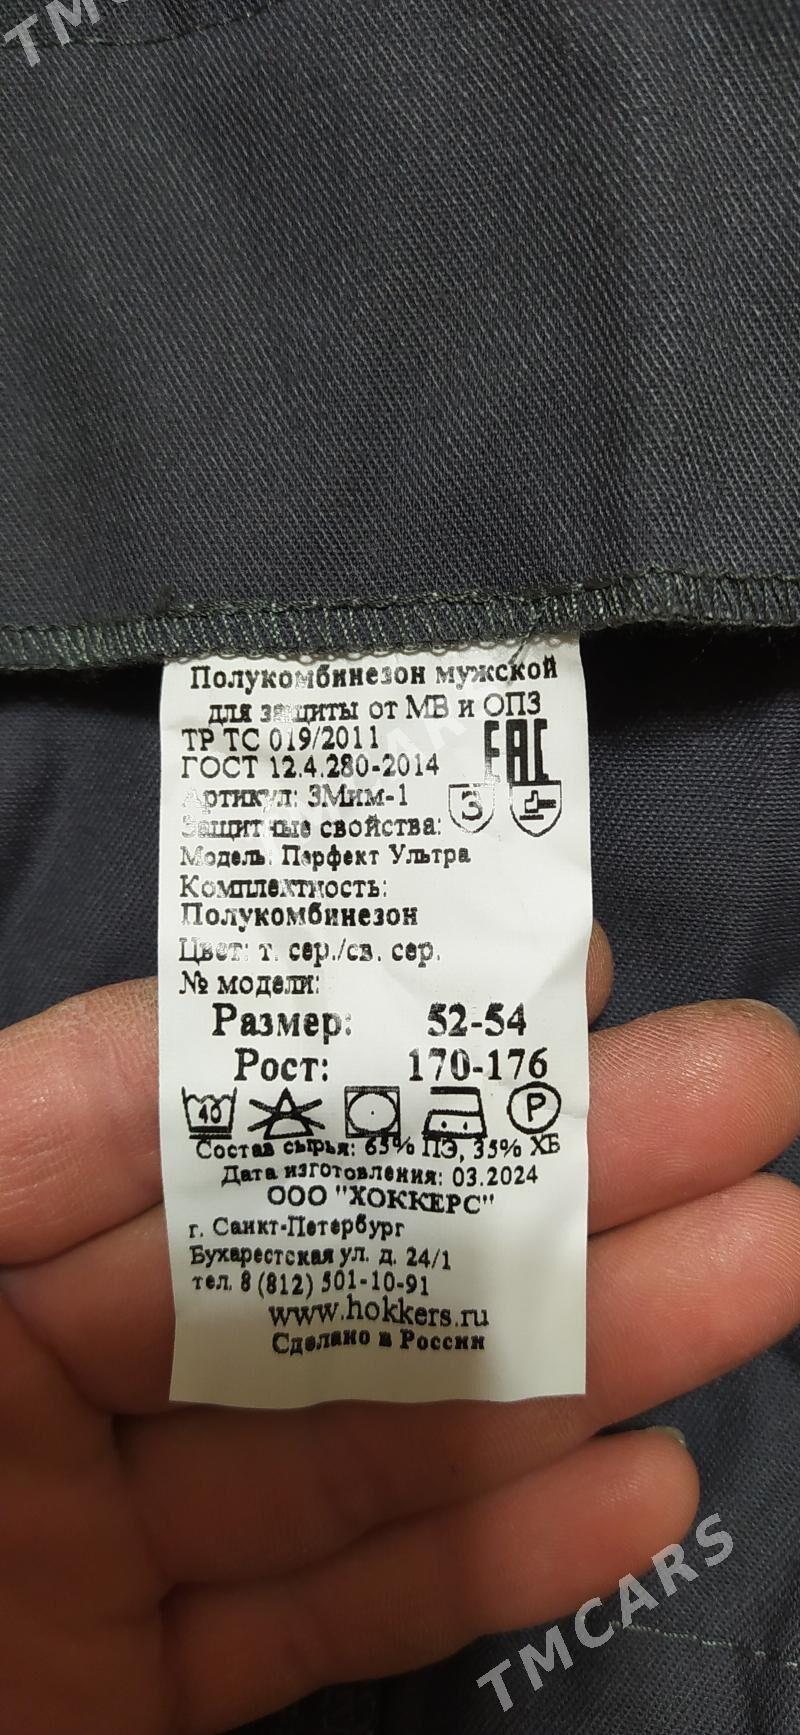 TMCARS
Полукомбинезон мужской
для защиты от МВ и ОПЗ
ТР ТС 019/2011
ГОСТ 12.4.280-2014
EAC
Артикул: ЗМим-1
З
Защитные свойства:
Модель: Перфект Ультра
Комплектность:
Полукомбинезон
Цвет: т. сер./св. сер.
№ модели:
Размер: 52-54
Рост: 170-176
40
P
Состав сырья: 65% ПЭ, 35% ХБ
Дата изготовления: 03.2024
ООО "ХОККЕРС"
г. Санкт-Петербург
Бухарестская ул. д. 24/1
тел. 8 (812) 501-10-91
www.hokkers.ru
Сделано в России
TMCARS